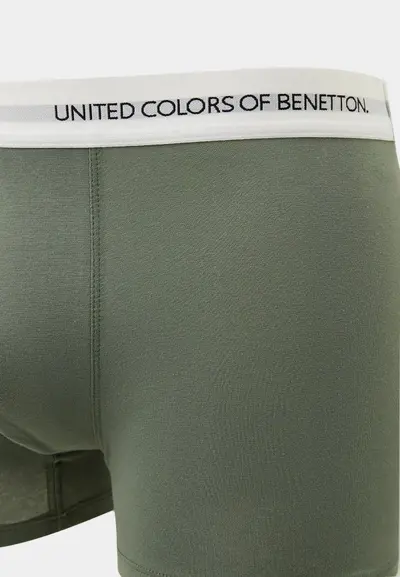 UNITED COLORS OF BENETTON.